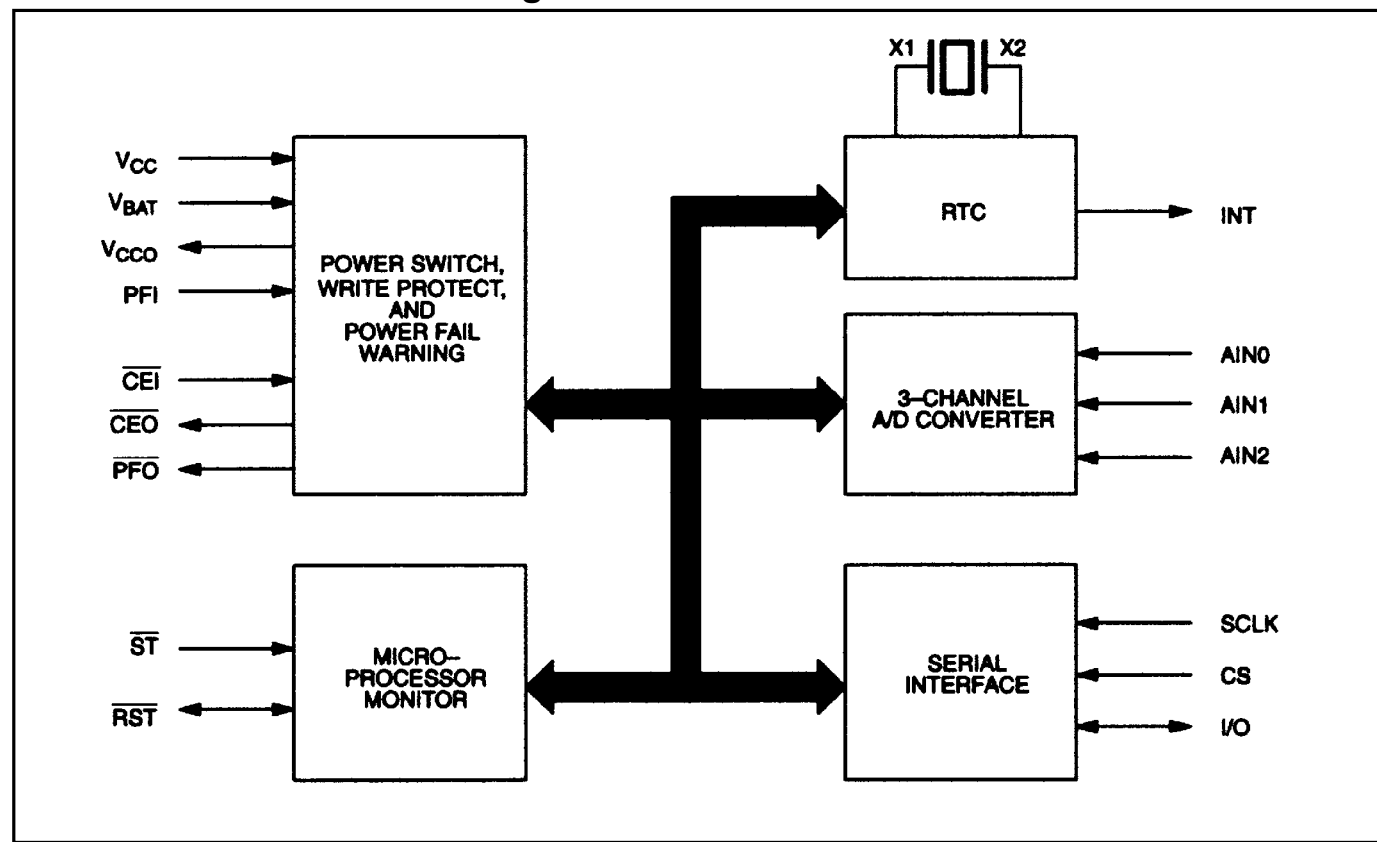 X1 X2
VCC
VBAT
VCCO
PFI
CEI
CEO
PFO
POWER SWITCH,
WRITE PROTECT,
AND
POWER FAIL
WARNING
RTC
INT
3–CHANNEL
A/D CONVERTER
AIN0
AIN1
AIN2
ST
RST
MICRO–
PROCESSOR
MONITOR
SERIAL
INTERFACE
SCLK
CS
I/O